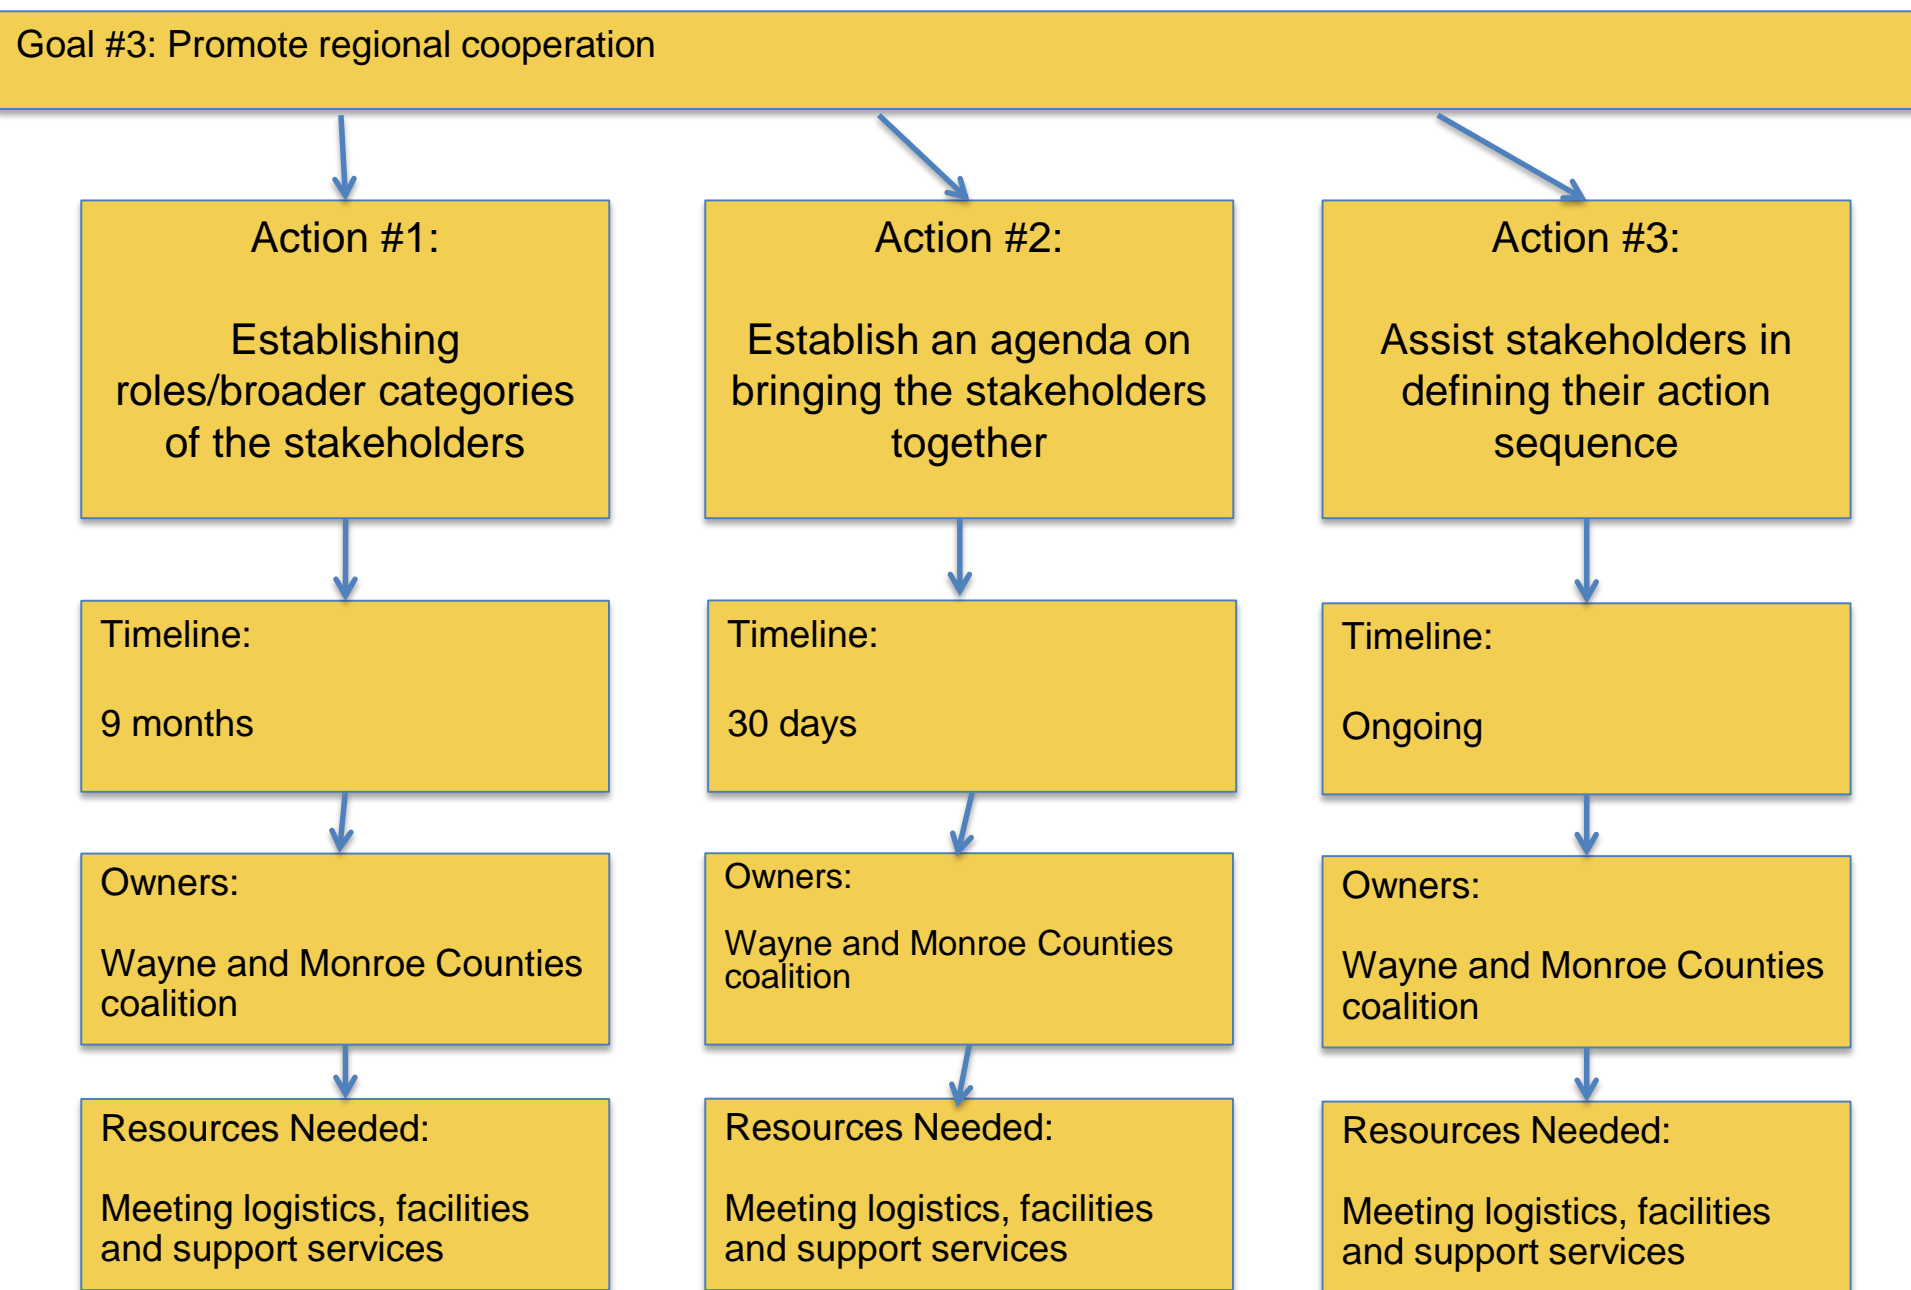 Goal #3: Promote regional cooperation
Action #1:
Establishing
roles/broader categories
of the stakeholders
Timeline:
9 months
Owners:
Wayne and Monroe Counties
coalition
Resources Needed:
Meeting logistics, facilities
and support services
Action #2:
Establish an agenda on
bringing the stakeholders
together
Timeline:
30 days
Owners:
Wayne and Monroe Counties
coalition
Resources Needed:
Meeting logistics, facilities
and support services
Action #3:
Assist stakeholders in
defining their action
sequence
Timeline:
Ongoing
Owners:
Wayne and Monroe Counties
coalition
Resources Needed:
Meeting logistics, facilities
and support services